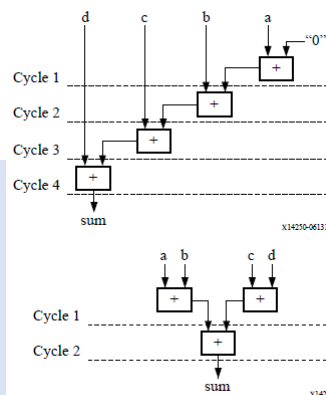 d c b a
“0”
+
Cycle 1
+
Cycle 2
+
Cycle 3
+
Cycle 4
sum
a b c d
+ +
Cycle 1
+
Cycle 2
sum